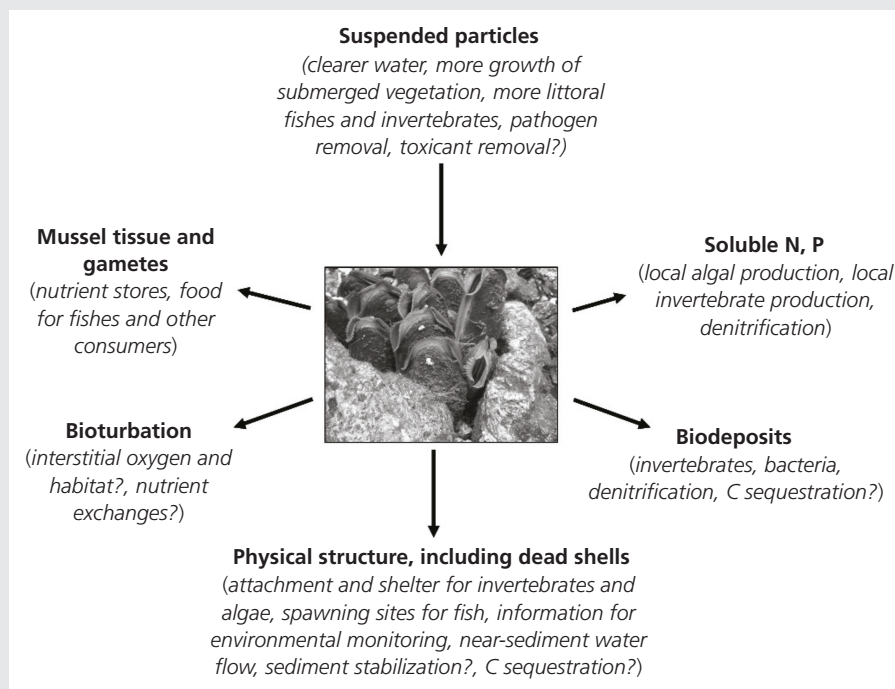 Suspended particles
(clearer water, more growth of
submerged vegetation, more littoral
fishes and invertebrates, pathogen
removal, toxicant removal?)
Mussel tissue and
gametes
(nutrient stores, food
for fishes and other
consumers)
Soluble N, P
(local algal production, local
invertebrate production,
denitrification)
Bioturbation
(interstitial oxygen and
habitat?, nutrient
exchanges?)
Biodeposits
(invertebrates, bacteria,
denitrification, C sequestration?)
Physical structure, including dead shells
(attachment and shelter for invertebrates and
algae, spawning sites for fish, information for
environmental monitoring, near-sediment water
flow, sediment stabilization?, C sequestration?)